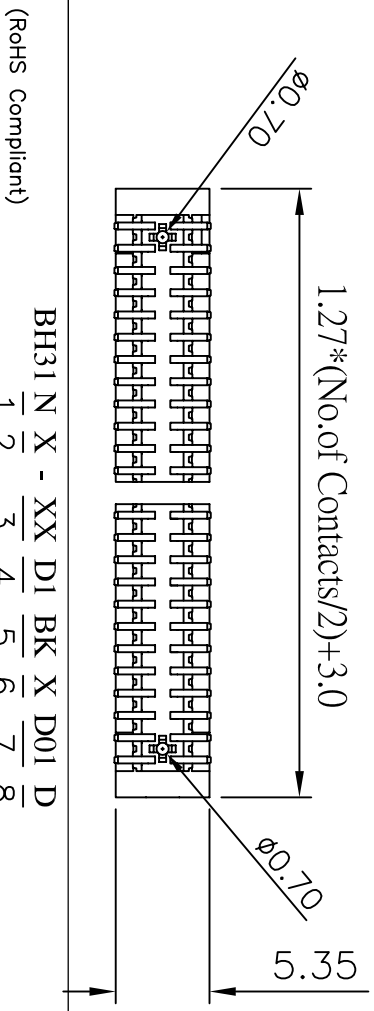 ø0.70
1.27*(No.of Contacts/2)+3.0
ø0.70
5.35
BH31 N X - XX D1 BK X D01 D
1 2 3 4 5 6 7 8
(RoHS Compliant)